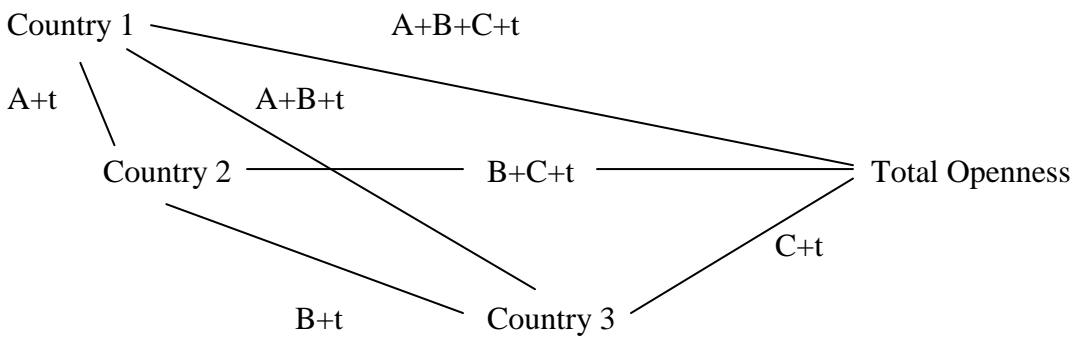 Country 1
A+B+C+t
A+t
A+B+t
Country 2
B+C+t
Total Openness
C+t
B+t
Country 3